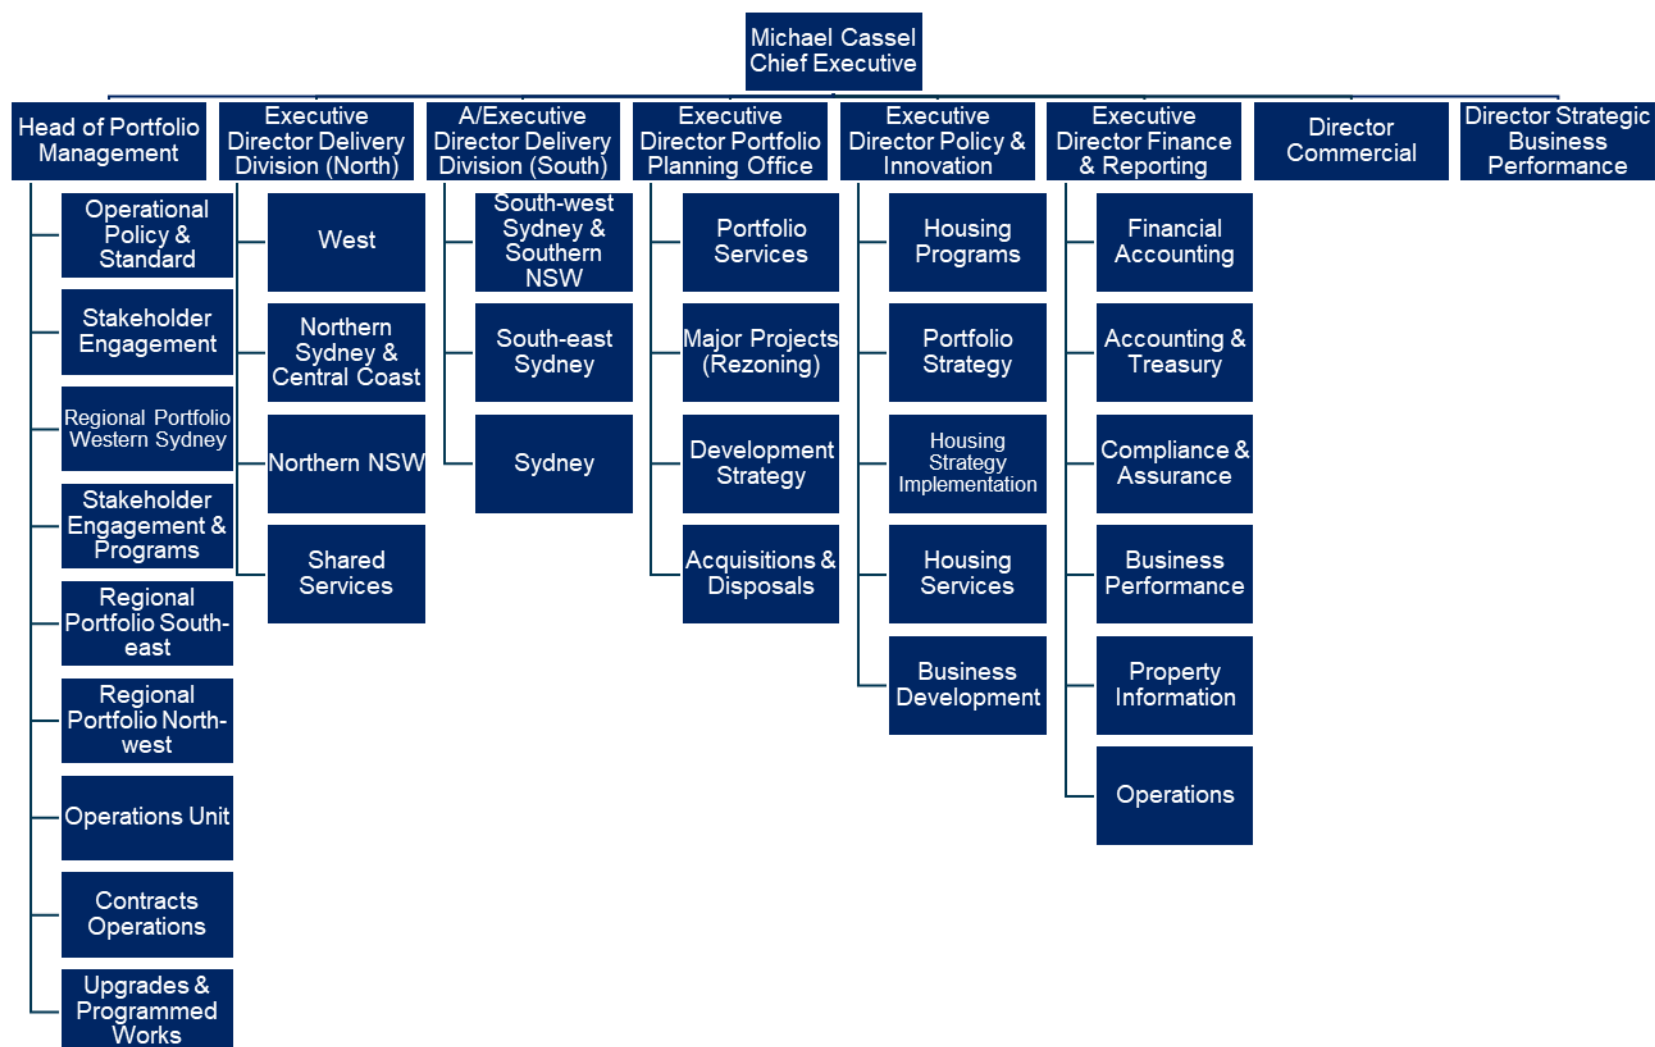 Michael Cassel
Chief Executive
Head of Portfolio
Management
Operational
Policy &
Standard
Stakeholder
Engagement
Regional Portfolio
Western Sydney
Stakeholder
Engagement &
Programs
Regional
Portfolio South-
east
Regional
Portfolio North-
west
Operations Unit
Contracts
Operations
Upgrades &
Programmed
Works
Executive
Director Delivery
Division (North)
West
Northern
Sydney &
Central Coast
Northern NSW
Shared
Services
A/Executive
Director Delivery
Division (South)
South-west
Sydney &
Southern
NSW
South-east
Sydney
Sydney
Executive
Director Portfolio
Planning Office
Portfolio
Services
Major Projects
(Rezoning)
Development
Strategy
Acquisitions &
Disposals
Executive
Director Policy &
Innovation
Housing
Programs
Portfolio
Strategy
Housing
Strategy
Implementation
Housing
Services
Business
Development
Executive
Director Finance
& Reporting
Financial
Accounting
Accounting &
Treasury
Compliance &
Assurance
Business
Performance
Property
Information
Operations
Director
Commercial
Director Strategic
Business
Performance